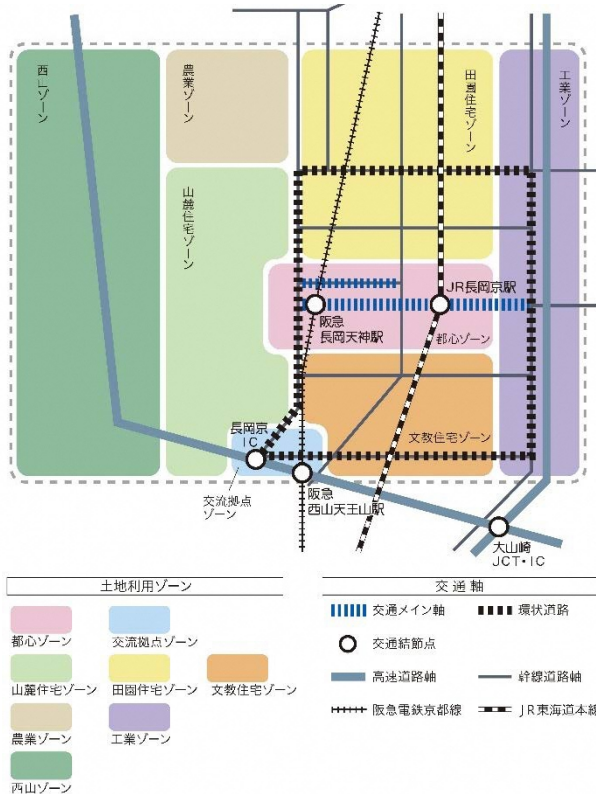 西山ゾーン
農業ゾーン
田園住宅ゾーン
工業ゾーン
山麓住宅ゾーン
JR長岡京駅
阪急
長岡天神駅
都心ゾーン
長岡京
IC
文教住宅ゾーン
交流拠点
ゾーン
阪急
西山天王山駅
大山崎
JCT・IC
土地利用ゾーン
都心ゾーン
交流拠点ゾーン
山麓住宅ゾーン
田園住宅ゾーン
文教住宅ゾーン
農業ゾーン
工業ゾーン
西山ゾーン
交通軸
交通メイン軸
環状道路
交通結節点
高速道路軸
幹線道路軸
阪急電鉄京都線
JR東海道本線